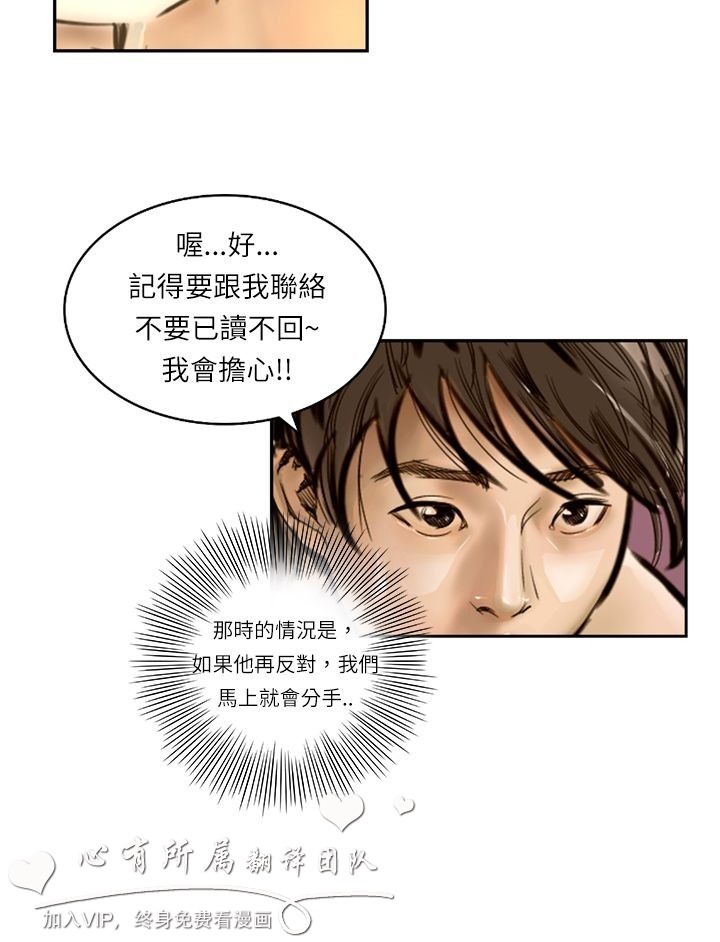 喔...好...
記得要跟我聯絡
不要已讀不回~
我會擔心!!
那時的情況是，
如果他再反對，我們
馬上就會分手..
心有所属翻译团队
加入VIP，终身免费看漫画